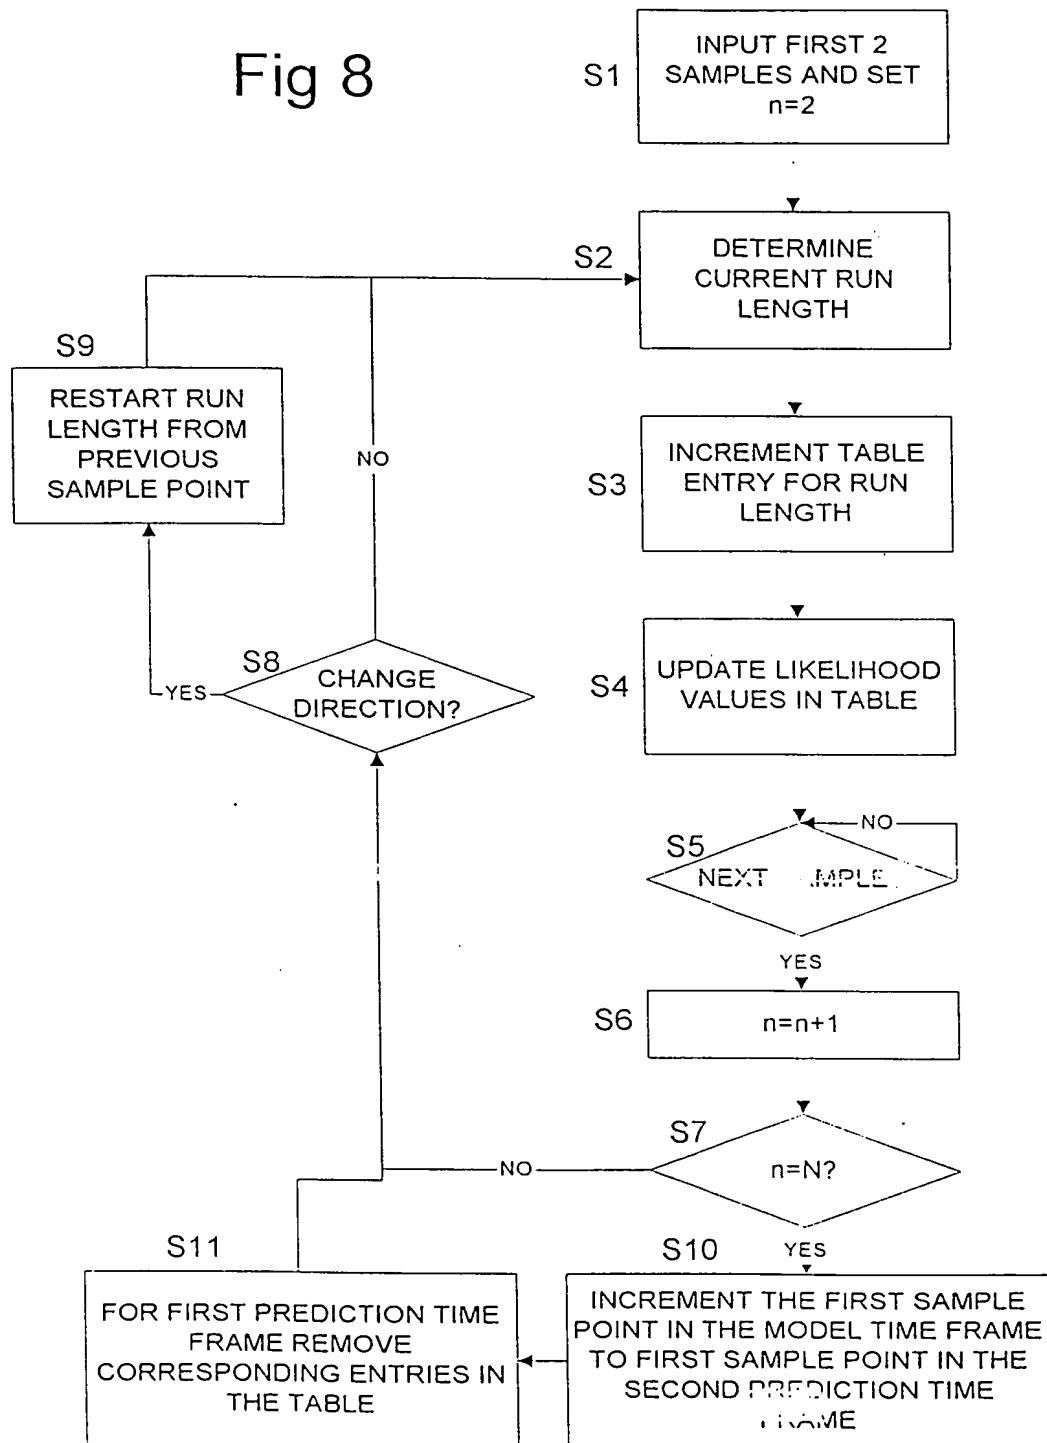 Fig 8
S1
INPUT FIRST 2
SAMPLES AND SET
n=2
S2
DETERMINE
CURRENT RUN
LENGTH
S9
RESTART RUN
LENGTH FROM
PREVIOUS
SAMPLE POINT
NO
S3
INCREMENT TABLE
ENTRY FOR RUN
LENGTH
S8
CHANGE
DIRECTION?
YES
S4
UPDATE LIKELIHOOD
VALUES IN TABLE
NO
S5
NEXT
YES
S6
n=n+1
S7
n=N?
NO
YES
S11
FOR FIRST PREDICTION TIME
FRAME REMOVE
CORRESPONDING ENTRIES IN
THE TABLE
S10
INCREMENT THE FIRST SAMPLE
POINT IN THE MODEL TIME FRAME
TO FIRST SAMPLE POINT IN THE
SECOND PREDICTION TIME
FRAME